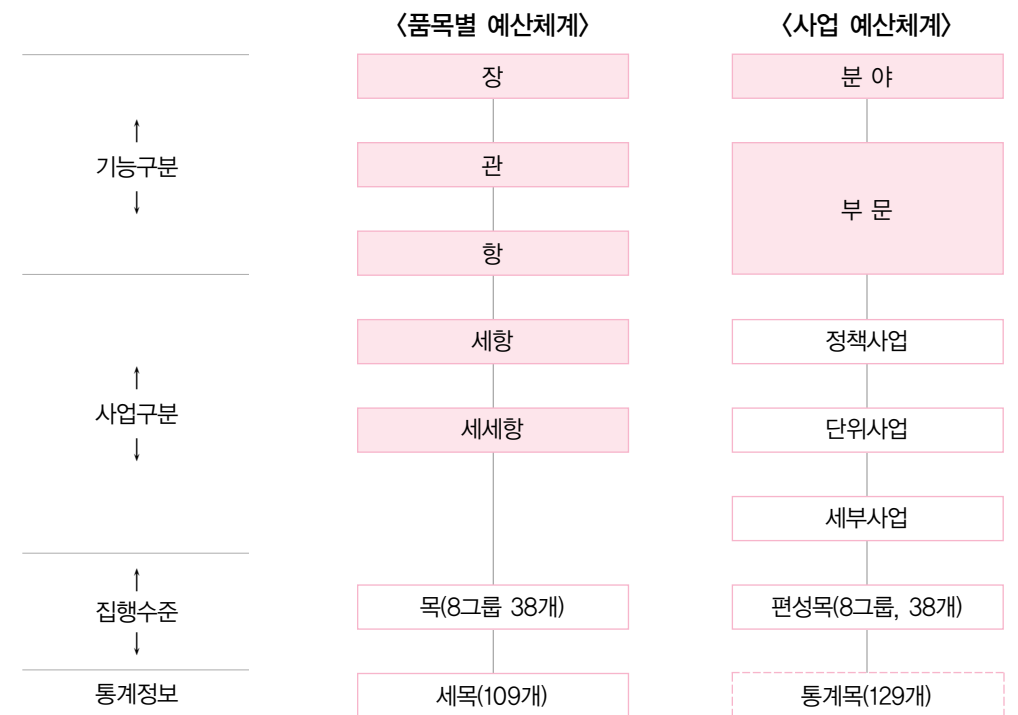 〈품목별 예산체계〉 〈사업 예산체계〉
장 분 야
↑
기능구분 관
↓
부 문
항
세항 정책사업
↑
사업구분 세세항 단위사업
↓
세부사업
↑
집행수준 목(8그룹 38개) 편성목(8그룹, 38개)
↓
통계정보 세목(109개) 통계목(129개)